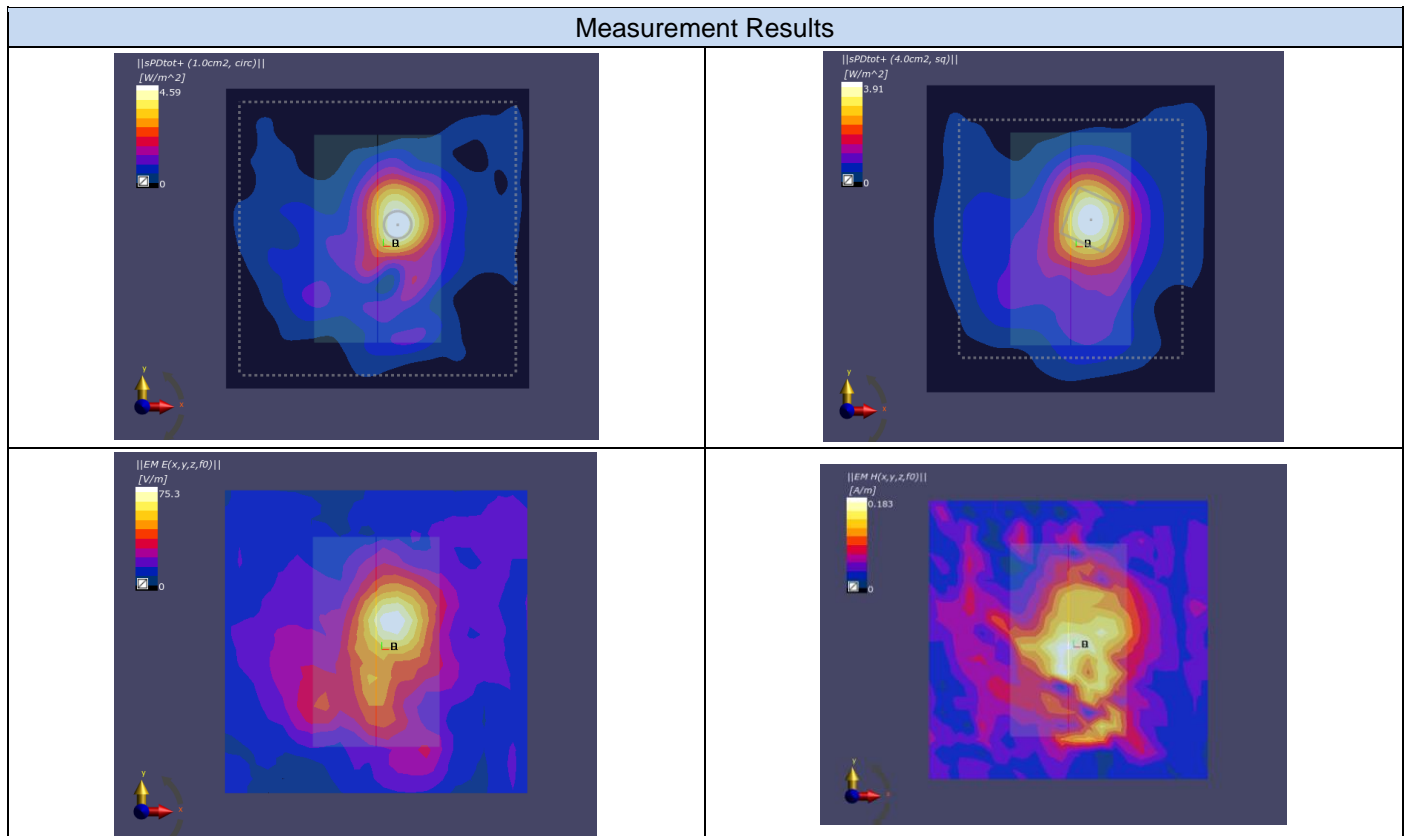 Measurement Results
||sPDtot+ (1.0cm2, circ)||
[W/m^2]
4.59
0
y
x
||sPDtot+ (4.0cm2, sq)||
[W/m^2]
3.91
0
y
x
||EM E(x,y,z,f0)||
[V/m]
75.3
0
y
x
||EM H(x,y,z,f0)||
[A/m]
0.183
0
y
x